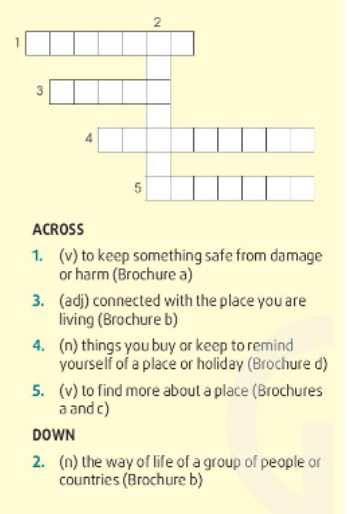 2
1
3
4
5
ACROSS
1. (v) to keep something safe from damage
or harm (Brochure a)
3. (adj) connected with the place you are
living (Brochure b)
4. (n) things you buy or keep to remind
yourself of a place or holiday (Brochure d)
5. (v) to find more about a place (Brochures
a and c)
DOWN
2. (n) the way of life of a group of people or
countries (Brochure b)